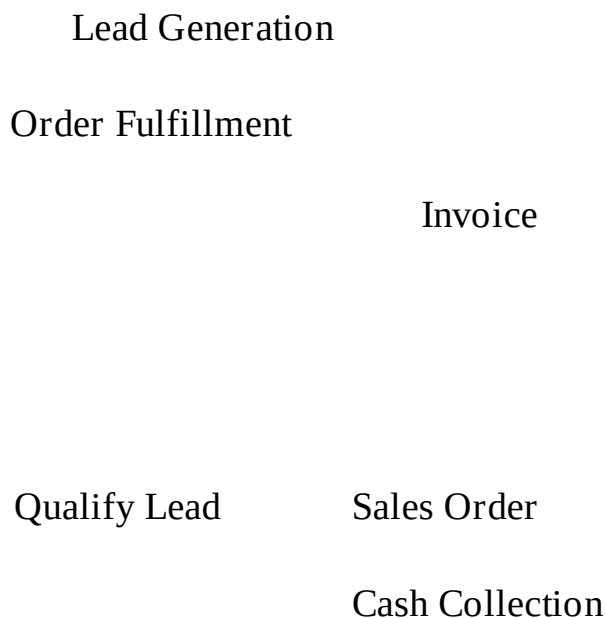 Lead Generation
Order Fulfillment
Invoice
Qualify Lead
Sales Order
Cash Collection